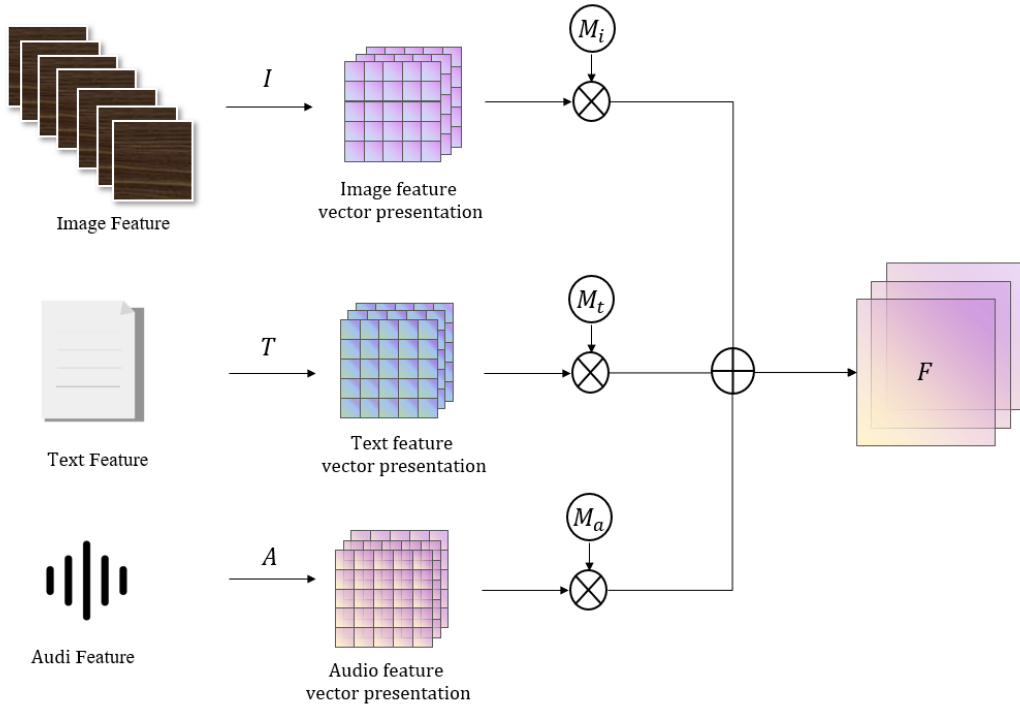 M_i
I
Image feature
vector presentation
Image Feature
M_t
T
F
Text feature
vector presentation
Text Feature
M_a
A
Audi Feature
Audio feature
vector presentation